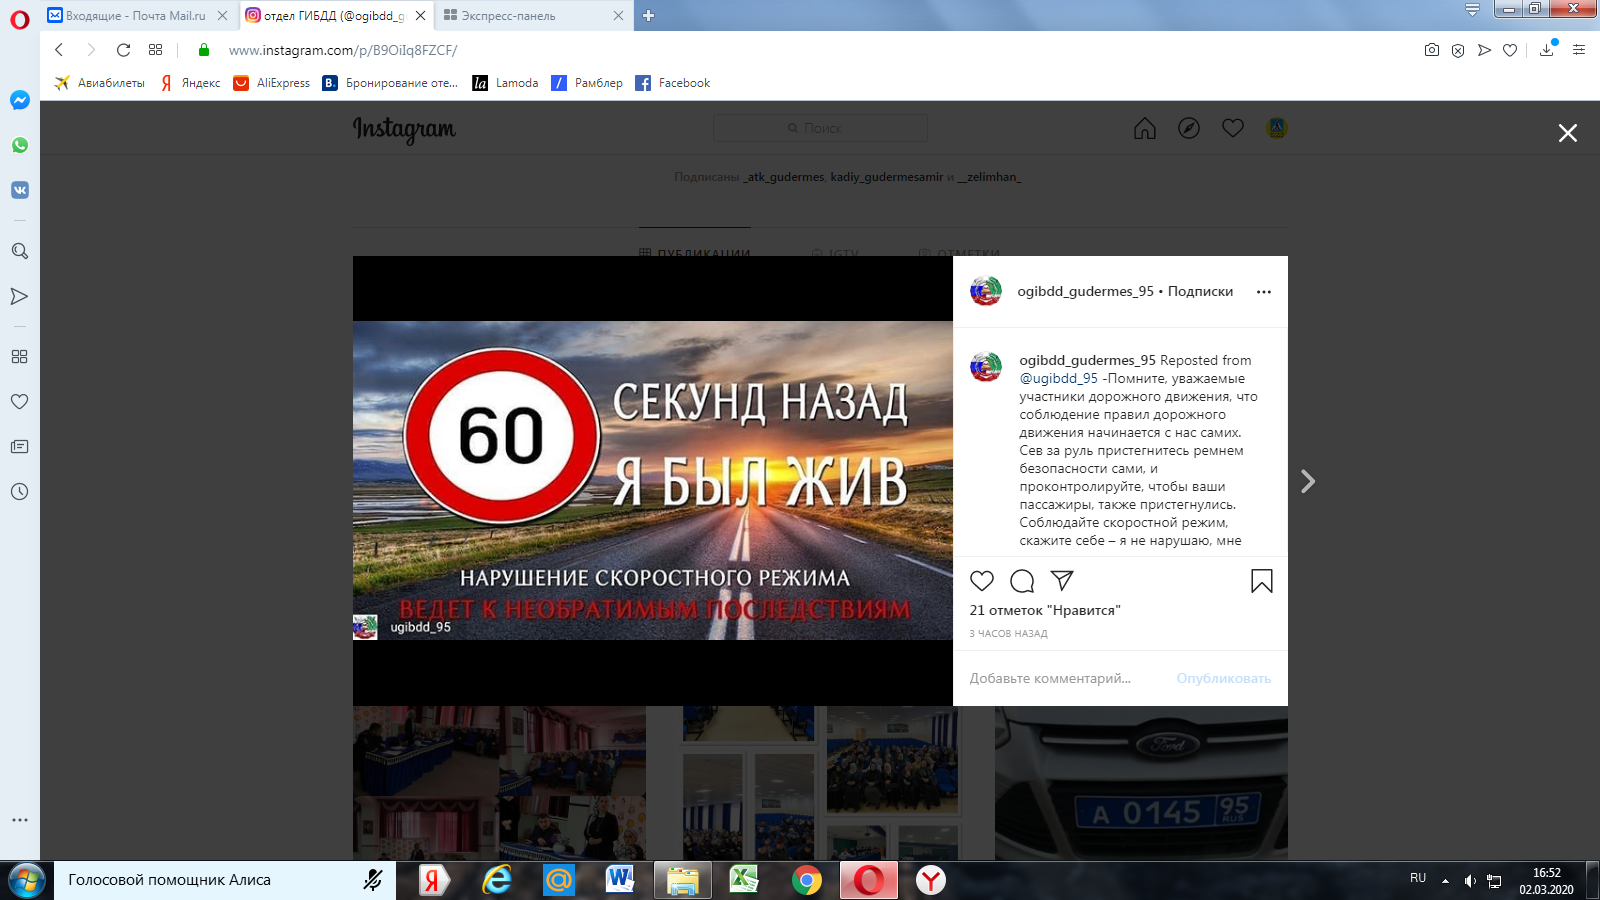 Входящие - Почта Mail.ru
отдел ГИБДД (@ogibdd_g
Экспресс-панель
www.instagram.com/p/B9OiIq8FZCF/
Авиабилеты
Яндекс
AliExpress
Бронирование оте...
Lamoda
Рамблер
Facebook
Instagram
Поиск
Подписаны _atk_gudermes, kadiy_gudermesamir и __zelimhan_
ПУБЛИКАЦИИ
IGTV
ОТМЕТКИ
60
СЕКУНД НАЗАД
Я БЫЛ ЖИВ
НАРУШЕНИЕ СКОРОСТНОГО РЕЖИМА
ВЕДЕТ К НЕОБРАТИМЫМ ПОСЛЕДСТВИЯМ
ugibdd_95
ogibdd_gudermes_95 • Подписки
ogibdd_gudermes_95 Reposted from
@ugibdd_95 -Помните, уважаемые
участники дорожного движения, что
соблюдение правил дорожного
движения начинается с нас самих.
Сев за руль пристегнитесь ремнем
безопасности сами, и
проконтролируйте, чтобы ваши
пассажиры, также пристегнулись.
Соблюдайте скоростной режим,
скажите себе – я не нарушаю, мне
21 отметок "Нравится"
3 ЧАСОВ НАЗАД
Добавьте комментарий...
Опубликовать
Ford
А 0145 95
RUS
Голосовой помощник Алиса
RU
16:52
02.03.2020